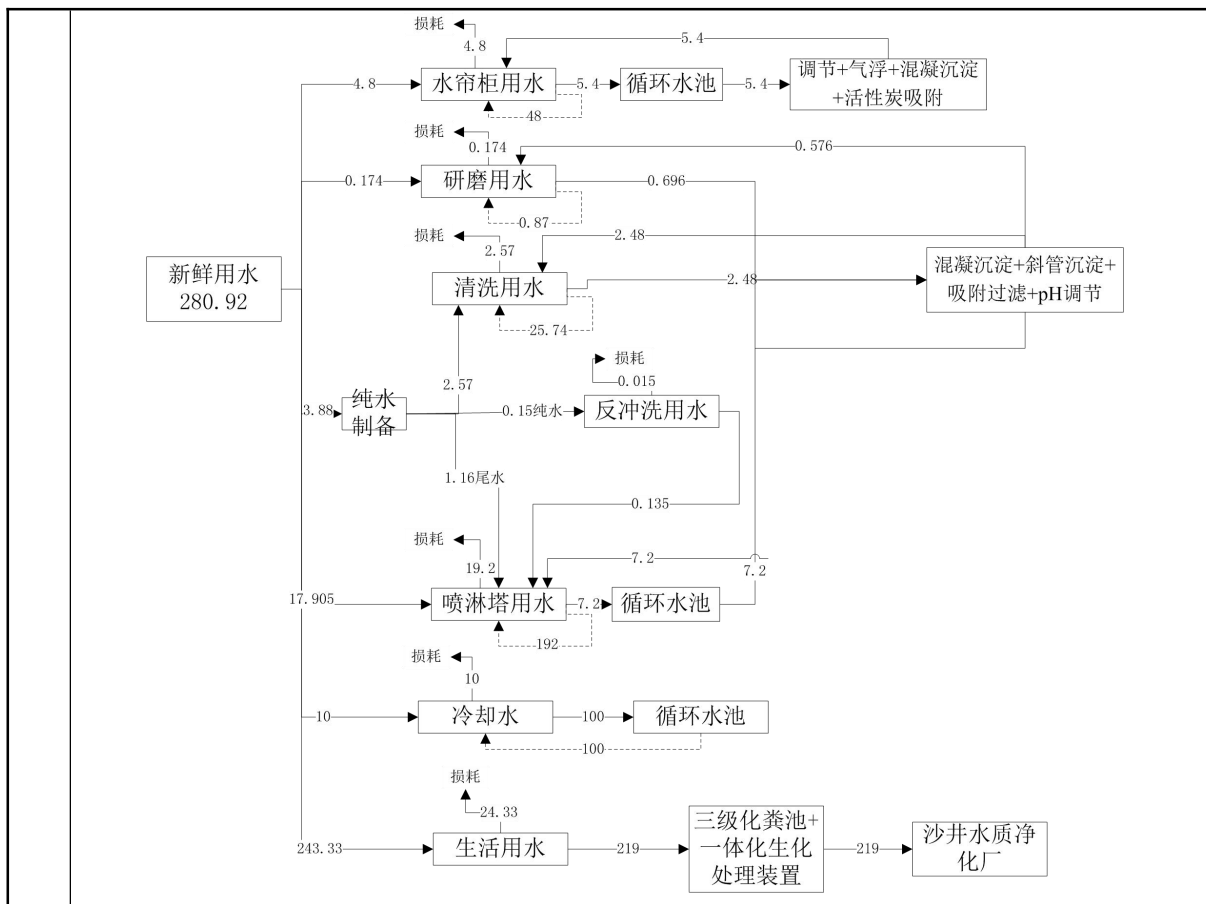 损耗
4.8
5.4
4.8
水帘柜用水
5.4
循环水池
5.4
调节+气浮+混凝沉淀
+活性炭吸附
48
损耗
0.174
0.576
0.174
研磨用水
0.696
0.87
损耗
2.57
2.48
新鲜用水
280.92
清洗用水
2.48
混凝沉淀+斜管沉淀+
吸附过滤+pH调节
25.74
损耗
0.015
2.57
3.88
纯水
制备
0.15纯水
反冲洗用水
1.16尾水
0.135
损耗
19.2
7.2
7.2
17.905
喷淋塔用水
7.2
循环水池
192
损耗
10
10
冷却水
100
循环水池
100
损耗
24.33
243.33
生活用水
219
三级化粪池+
一体化生化
处理装置
219
沙井水质净
化厂